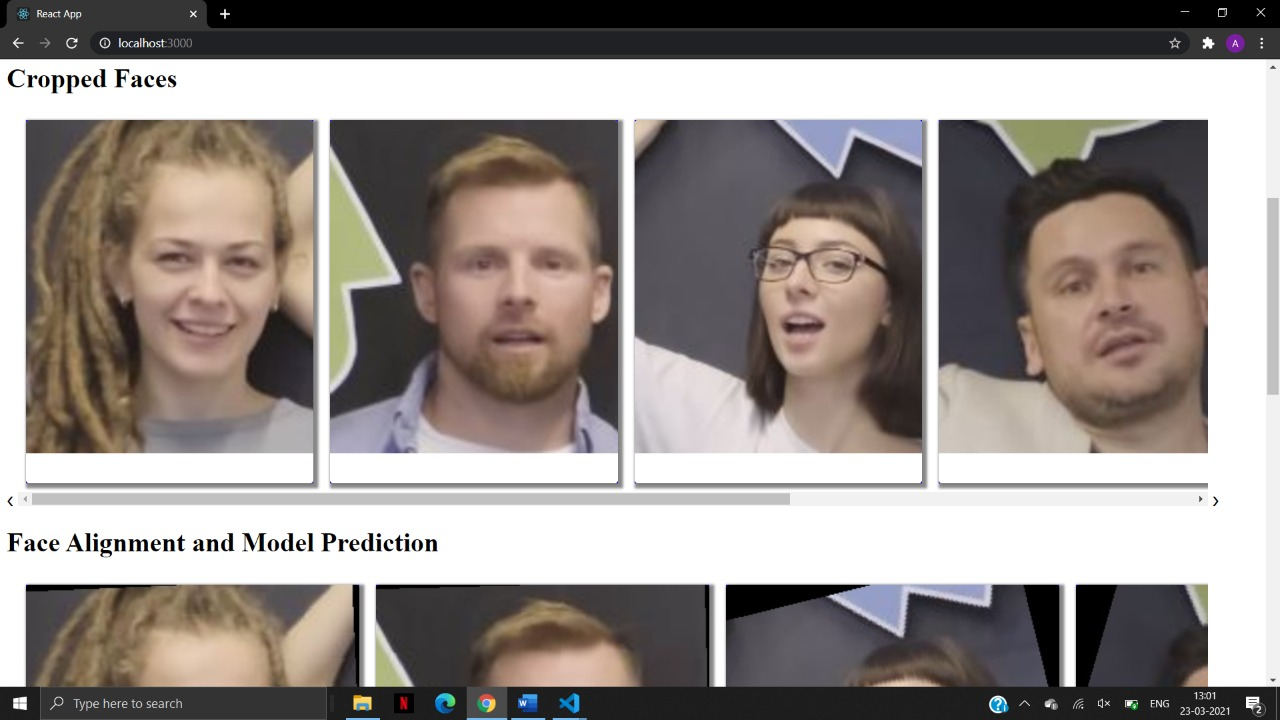 React App
localhost:3000
A
Cropped Faces
Face Alignment and Model Prediction
Type here to search
N
W
ENG
13:01
23-03-2021
2